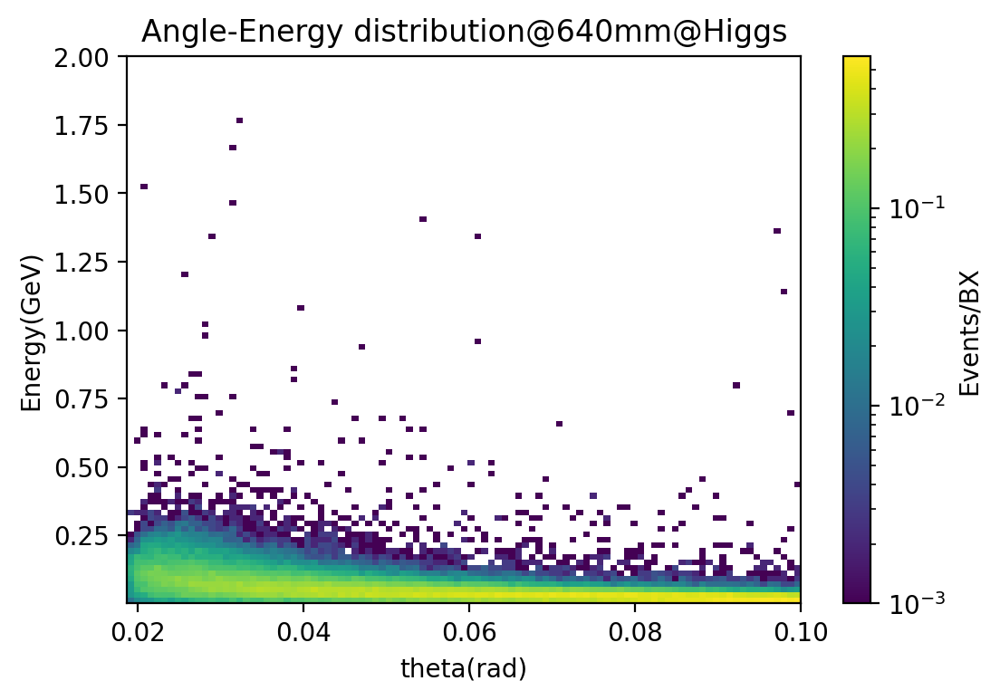 Angle-Energy distribution@640mm@Higgs
2.00
1.75
1.50
1.25
1.00
0.75
0.50
0.25
Energy(GeV)
0.02 0.04 0.06 0.08 0.10
theta(rad)
10⁻¹
10⁻²
10⁻³
Events/BX